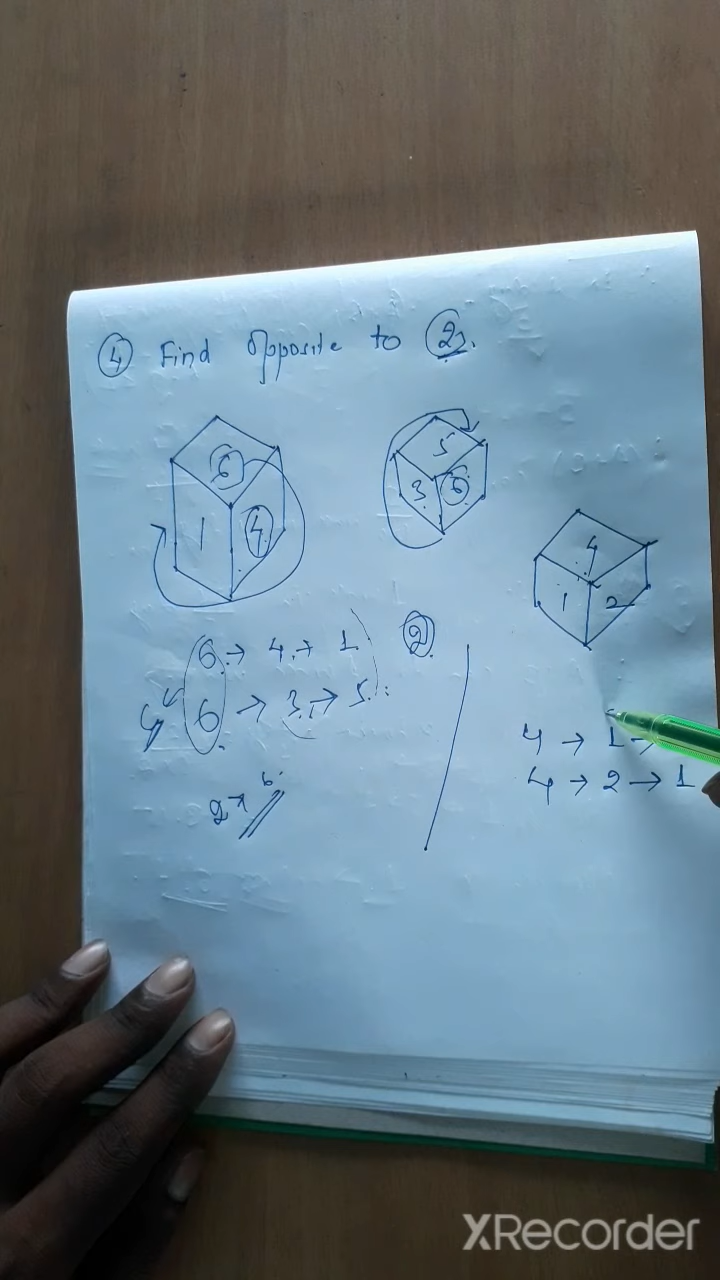 ④ Find opposite to ②.
6
1
4
5
3
6
4
1 2
6 → 4 → 1
②
6 → 3 → 5
2 → 6
4 → 1 →
4 → 2 → 1
XRecorder